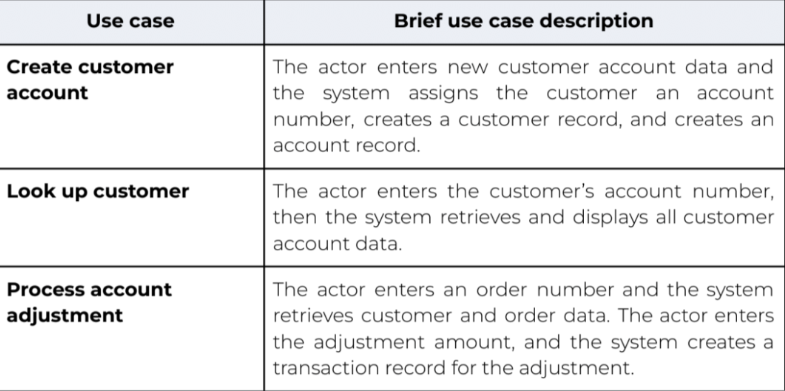 Use case
Brief use case description
Create customer
account
The actor enters new customer account data and
the system assigns the customer an account
number, creates a customer record, and creates an
account record.
Look up customer
The actor enters the customer's account number,
then the system retrieves and displays all customer
account data.
Process account
adjustment
The actor enters an order number and the system
retrieves customer and order data. The actor enters
the adjustment amount, and the system creates a
transaction record for the adjustment.